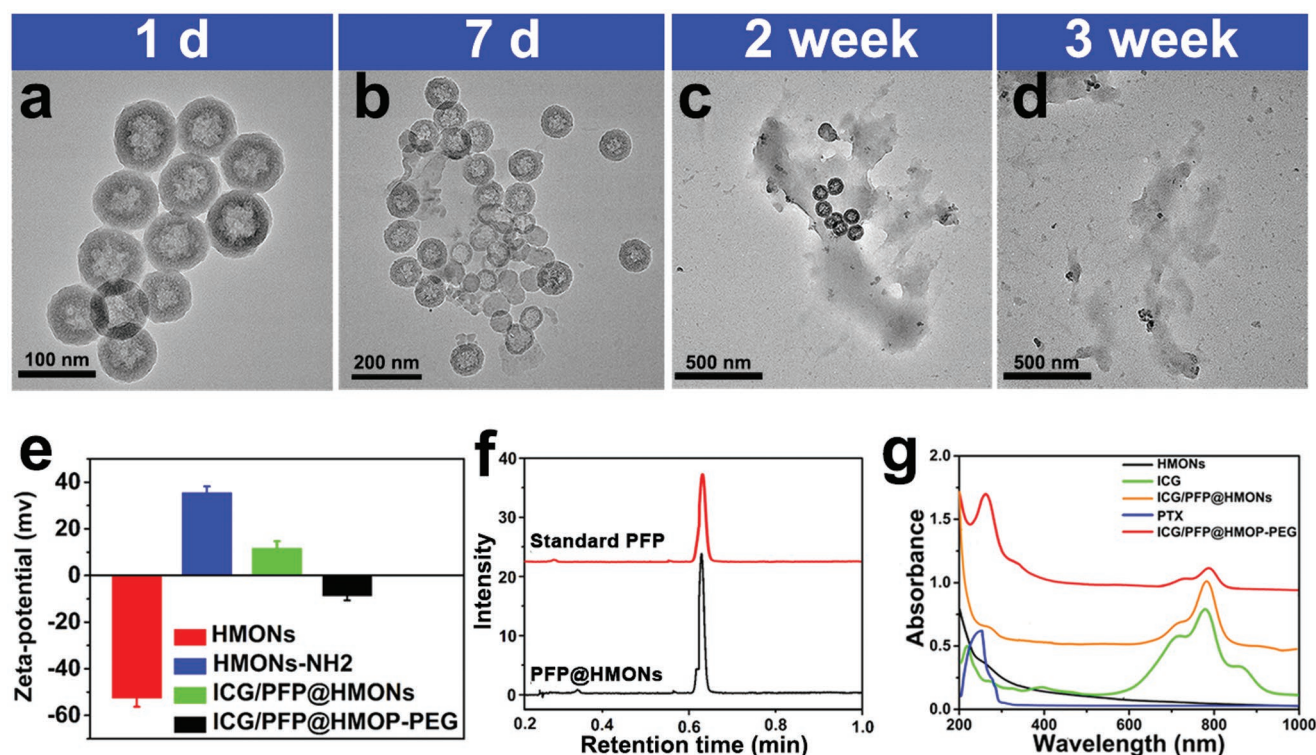 1 d
7 d
2 week
3 week
a
b
c
d
100 nm
200 nm
500 nm
500 nm
e
Zeta-potential (mv)
40
20
0
-20
-40
-60
HMONs
HMONs-NH2
ICG/PFP@HMONs
ICG/PFP@HMOP-PEG
f
Intensity
40
30
20
10
0
Standard PFP
PFP@HMONs
0.2
0.4
0.6
0.8
1.0
Retention time (min)
g
Absorbance
2.0
1.5
1.0
0.5
0.0
HMONs
ICG
ICG/PFP@HMONs
PTX
ICG/PFP@HMOP-PEG
200
400
600
800
1000
Wavelength (nm)